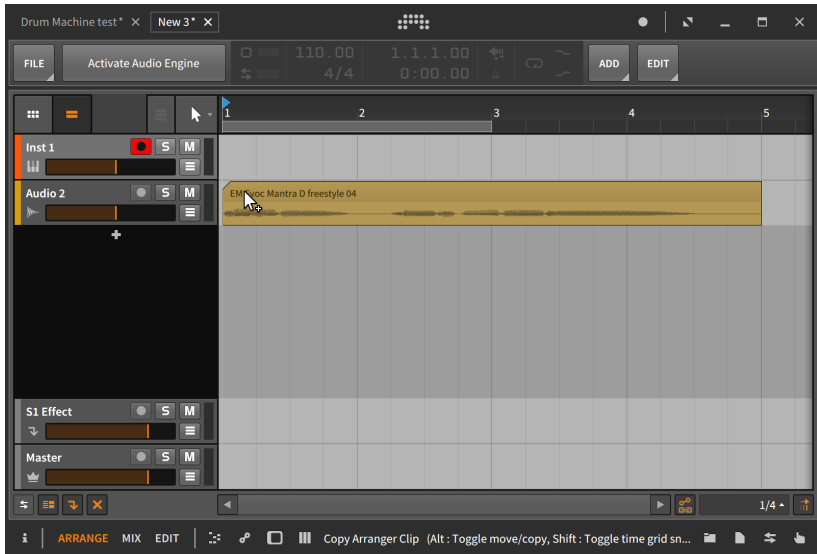 Drum Machine test* New 3*
FILE Activate Audio Engine 110.00 1.1.1.00 ADD EDIT
4/4 0:00.00
1 2 3 4 5
Inst 1 S M
Audio 2 S M
Mantra D freestyle 04
S1 Effect S M
Master S M
1/4
i ARRANGE MIX EDIT Copy Arranger Clip (Alt : Toggle move/copy, Shift : Toggle time grid sn...